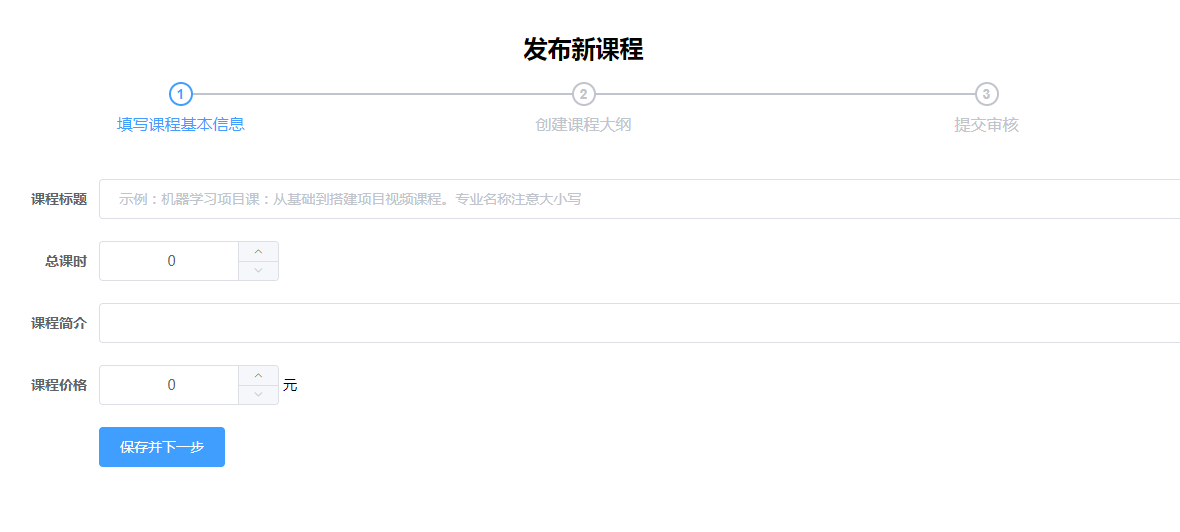 发布新课程
1
2
3
填写课程基本信息
创建课程大纲
提交审核
课程标题
示例：机器学习项目课：从基础到搭建项目视频课程。专业名称注意大小写
总课时
0
课程简介
课程价格
0
元
保存并下一步